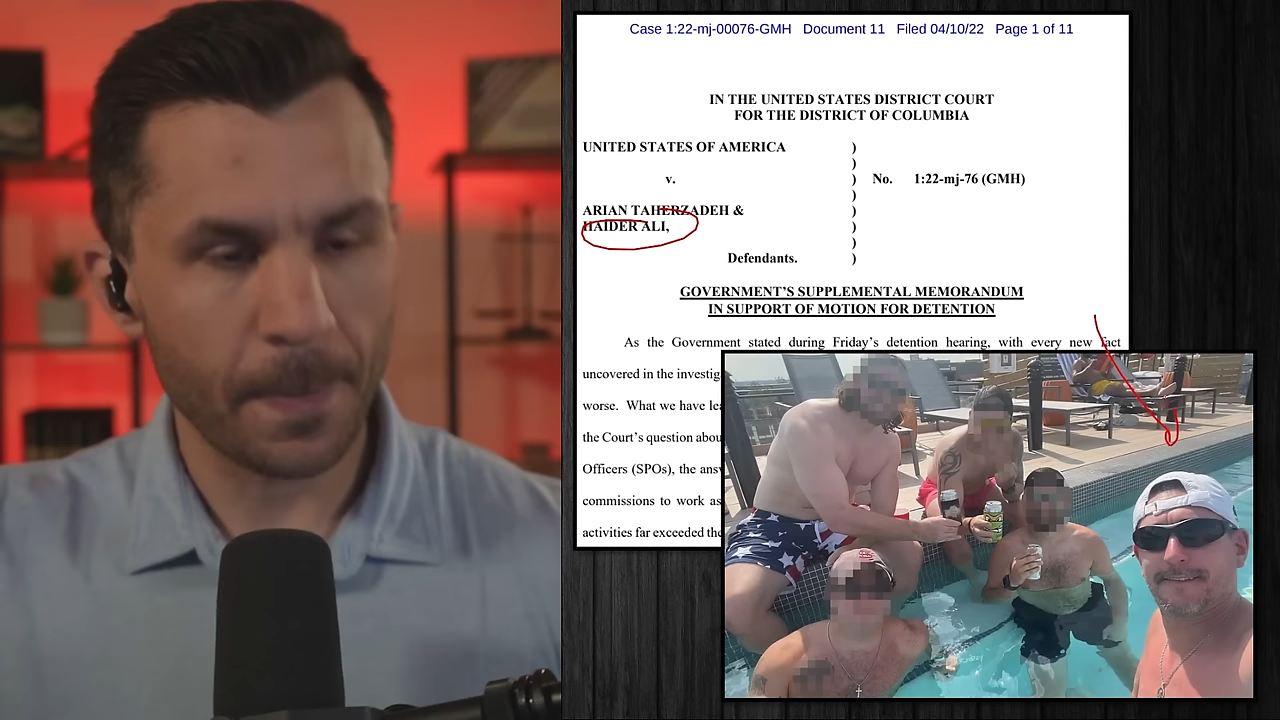 Case 1:22-mj-00076-GMH Document 11 Filed 04/10/22 Page 1 of 11
IN THE UNITED STATES DISTRICT COURT
FOR THE DISTRICT OF COLUMBIA
UNITED STATES OF AMERICA )
)
v. ) No. 1:22-mj-76 (GMH)
)
ARIAN TAHERZADEH & )
HAIDER ALI, )
)
Defendants. )
GOVERNMENT'S SUPPLEMENTAL MEMORANDUM
IN SUPPORT OF MOTION FOR DETENTION
As the Government stated during Friday's detention hearing, with every new fact
uncovered in the investig
worse. What we have lea
the Court's question abou
Officers (SPOs), the answ
commissions to work as
activities far exceeded the